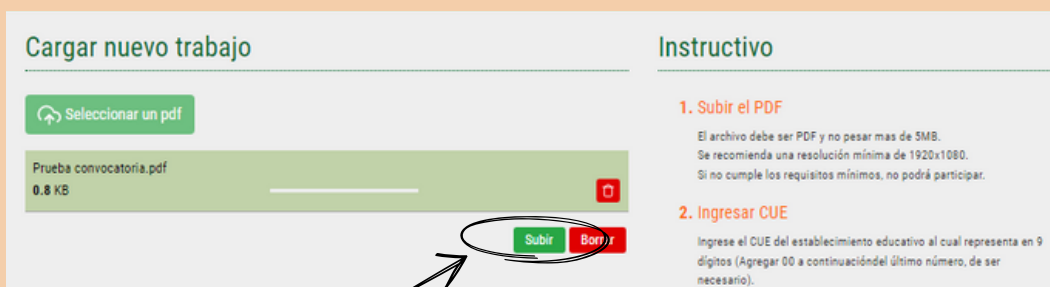 Cargar nuevo trabajo
Seleccionar un pdf
Prueba convocatoria.pdf
0.8 KB
Subir Borrar
Instructivo
1. Subir el PDF
El archivo debe ser PDF y no pesar mas de 5MB.
Se recomienda una resolución mínima de 1920x1080.
Si no cumple los requisitos mínimos, no podrá participar.
2. Ingresar CUE
Ingrese el CUE del establecimiento educativo al cual representa en 9
dígitos (Agregar 00 a continuacióndel último número, de ser
necesario).